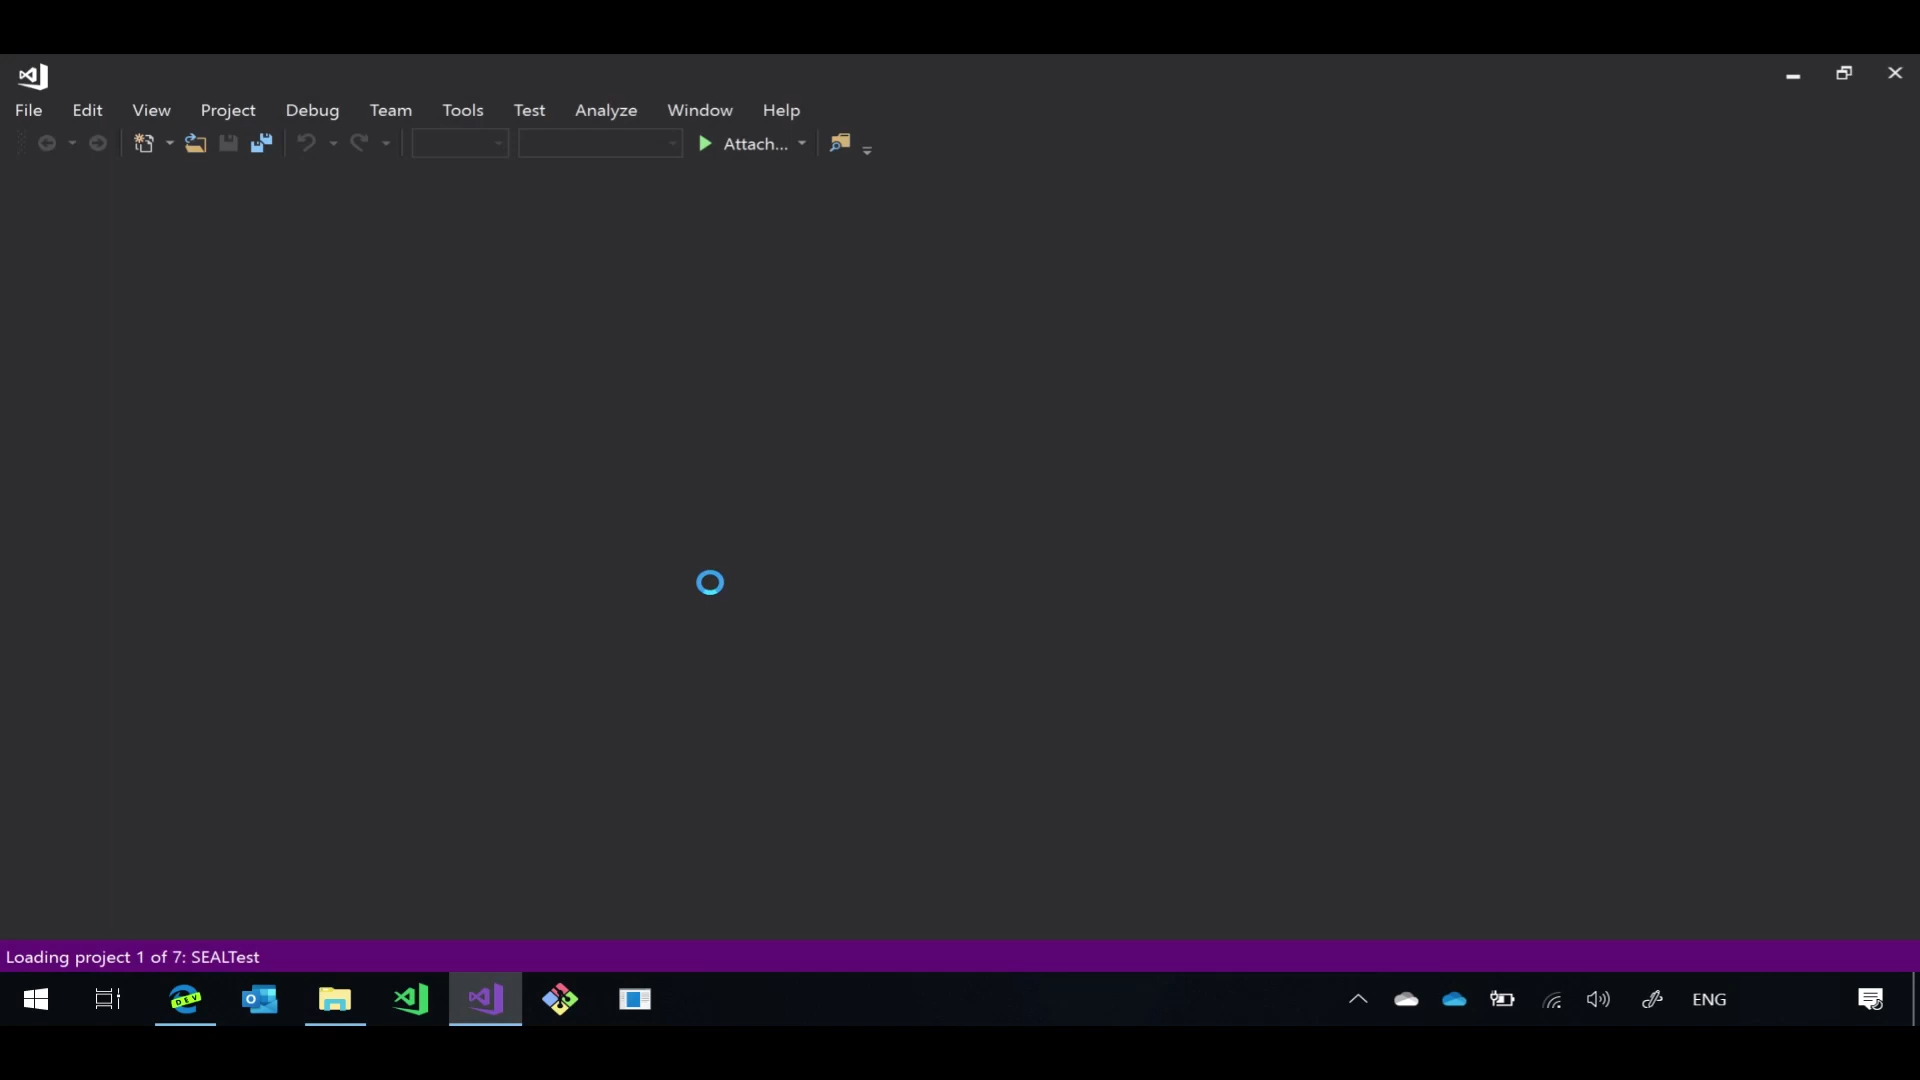 File Edit View Project Debug Team Tools Test Analyze Window Help
Attach...
Loading project 1 of 7: SEALTest
DEV
ENG